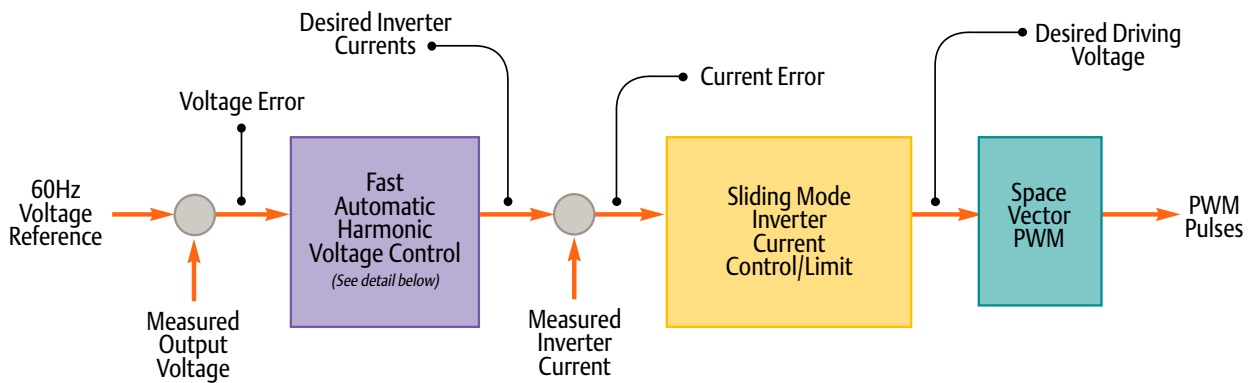 Desired Inverter
Currents
Desired Driving
Voltage
Current Error
Voltage Error
60Hz
Voltage
Reference
Fast
Automatic
Harmonic
Voltage Control
(See detail below)
Sliding Mode
Inverter
Current
Control/Limit
Space
Vector
PWM
PWM
Pulses
Measured
Output
Voltage
Measured
Inverter
Current